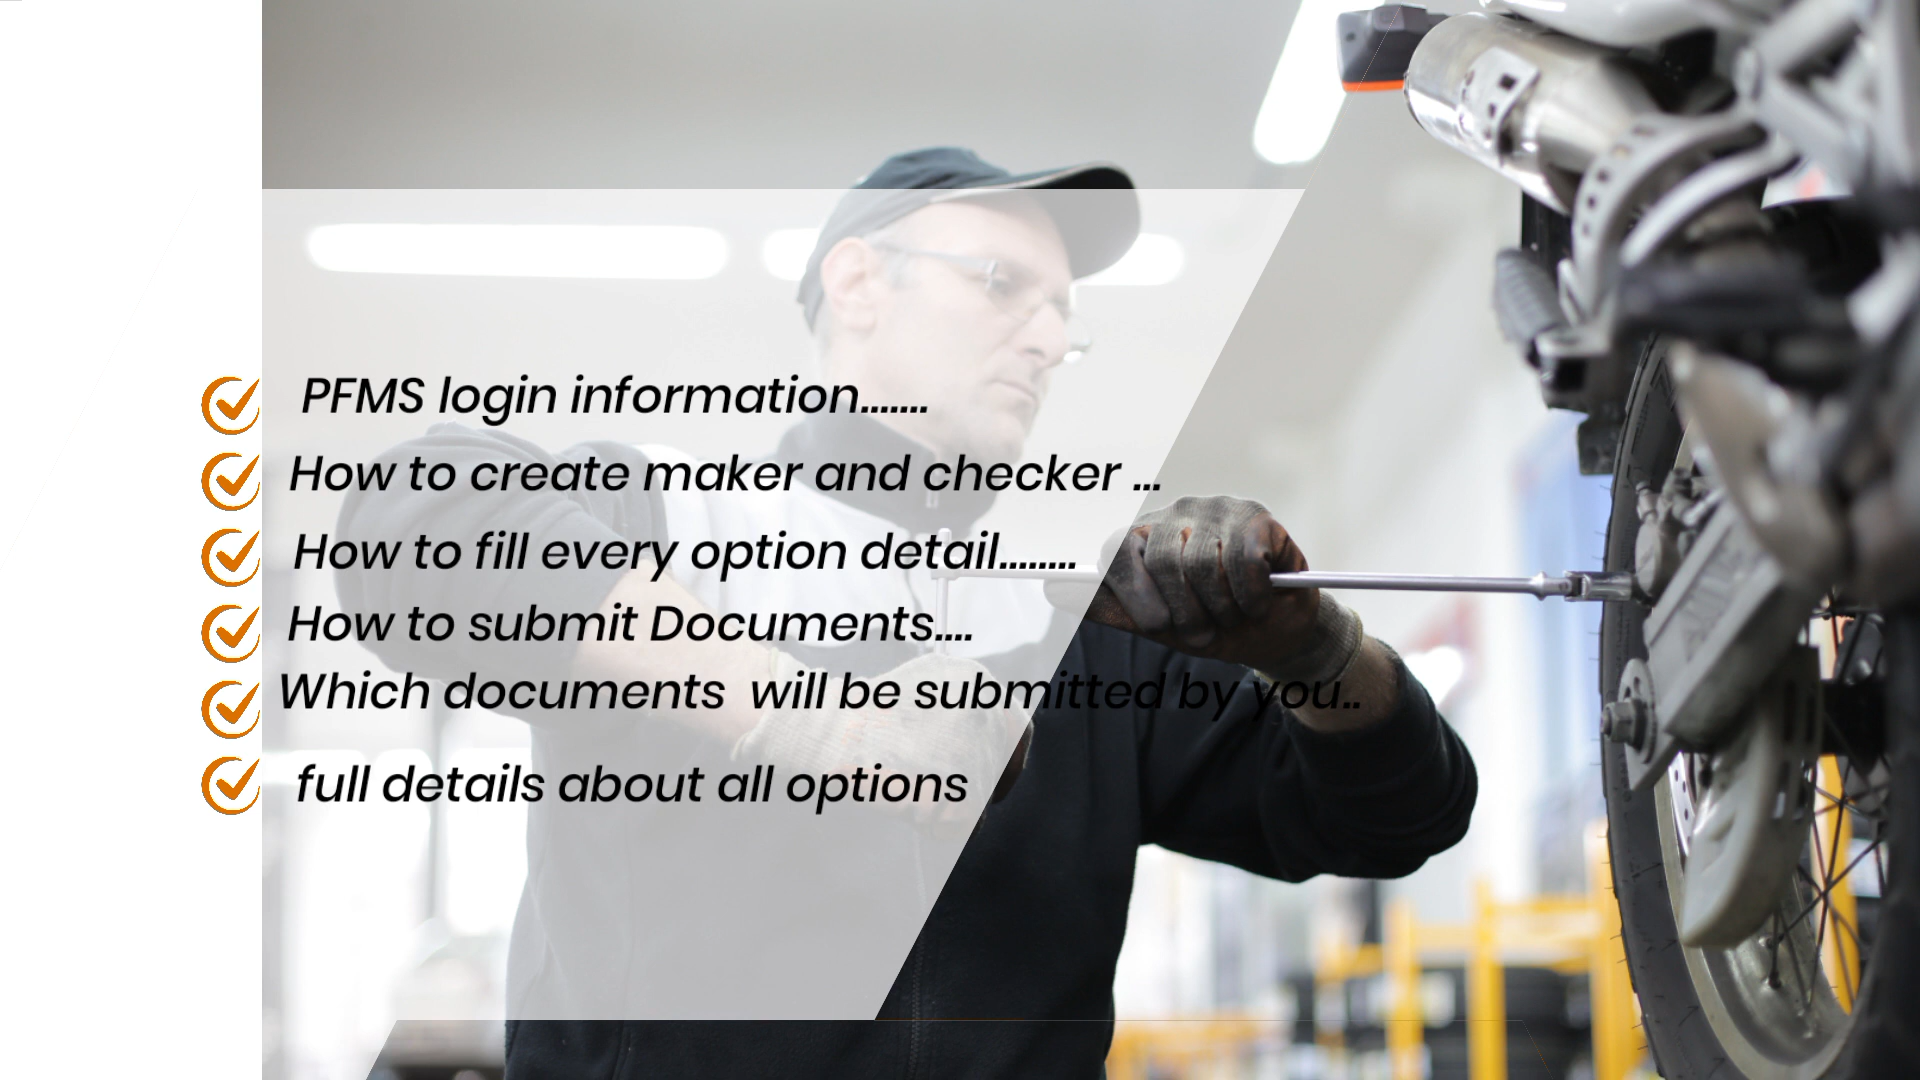 PFMS login information.......
How to create maker and checker ...
How to fill every option detail........
How to submit Documents....
Which documents will be submitted by you..
full details about all options